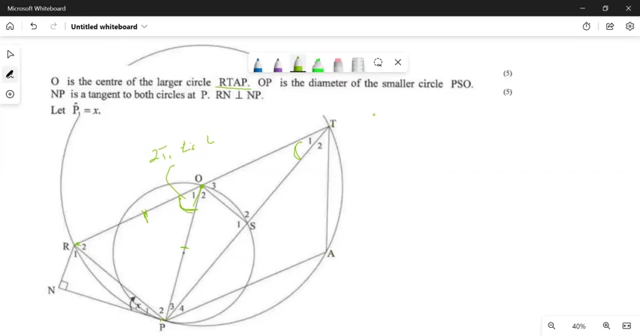 Microsoft Whiteboard
Untitled whiteboard
O is the centre of the larger circle RTAP. OP is the diameter of the smaller circle PSO.
(5)
NP is a tangent to both circles at P. RN ⊥ NP.
(5)
Let P̂₁ = x.
T
1
2
O
3
1
2
2
S
1
R
2
1
A
N
x
1
2
3
4
P
40%